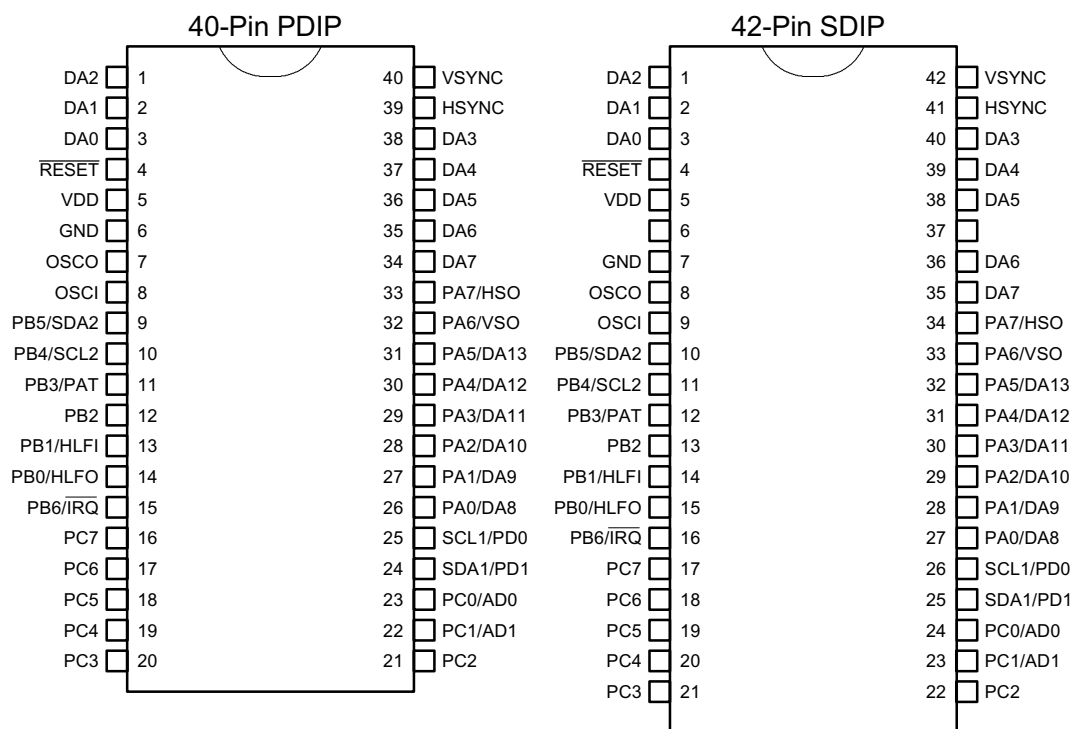 40-Pin PDIP
DA2 1 40 VSYNC
DA1 2 39 HSYNC
DA0 3 38 DA3
RESET 4 37 DA4
VDD 5 36 DA5
GND 6 35 DA6
OSCO 7 34 DA7
OSCI 8 33 PA7/HSO
PB5/SDA2 9 32 PA6/VSO
PB4/SCL2 10 31 PA5/DA13
PB3/PAT 11 30 PA4/DA12
PB2 12 29 PA3/DA11
PB1/HLFI 13 28 PA2/DA10
PB0/HLFO 14 27 PA1/DA9
PB6/IRQ 15 26 PA0/DA8
PC7 16 25 SCL1/PD0
PC6 17 24 SDA1/PD1
PC5 18 23 PC0/AD0
PC4 19 22 PC1/AD1
PC3 20 21 PC2
42-Pin SDIP
DA2 1 42 VSYNC
DA1 2 41 HSYNC
DA0 3 40 DA3
RESET 4 39 DA4
VDD 5 38 DA5
6 37
GND 7 36 DA6
OSCO 8 35 DA7
OSCI 9 34 PA7/HSO
PB5/SDA2 10 33 PA6/VSO
PB4/SCL2 11 32 PA5/DA13
PB3/PAT 12 31 PA4/DA12
PB2 13 30 PA3/DA11
PB1/HLFI 14 29 PA2/DA10
PB0/HLFO 15 28 PA1/DA9
PB6/IRQ 16 27 PA0/DA8
PC7 17 26 SCL1/PD0
PC6 18 25 SDA1/PD1
PC5 19 24 PC0/AD0
PC4 20 23 PC1/AD1
PC3 21 22 PC2